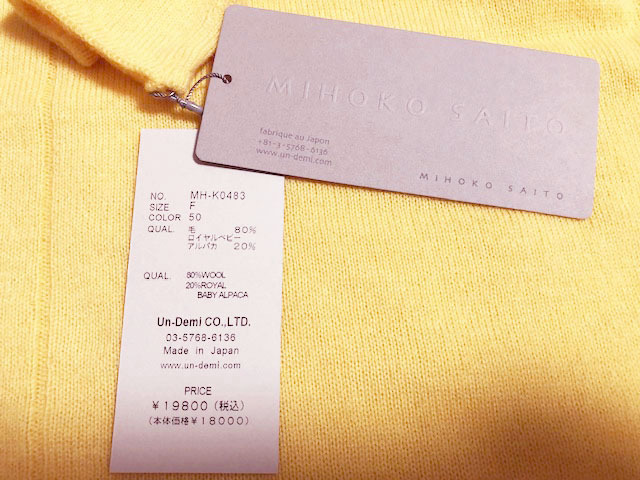 MIHOKO SAITO
fabrique au Japon
+81-3-5768-6136
www.un-demi.com
MIHOKO SAITO
NO. MH-K0483
SIZE F
COLOR 50
QUAL. 毛 80%
ロイヤルベビー
アルパカ 20%
QUAL. 80%WOOL
20%ROYAL
BABY ALPACA
Un-Demi CO.,LTD.
03-5768-6136
Made in Japan
www.un-demi.com
PRICE
¥19800(税込)
(本体価格¥18000)